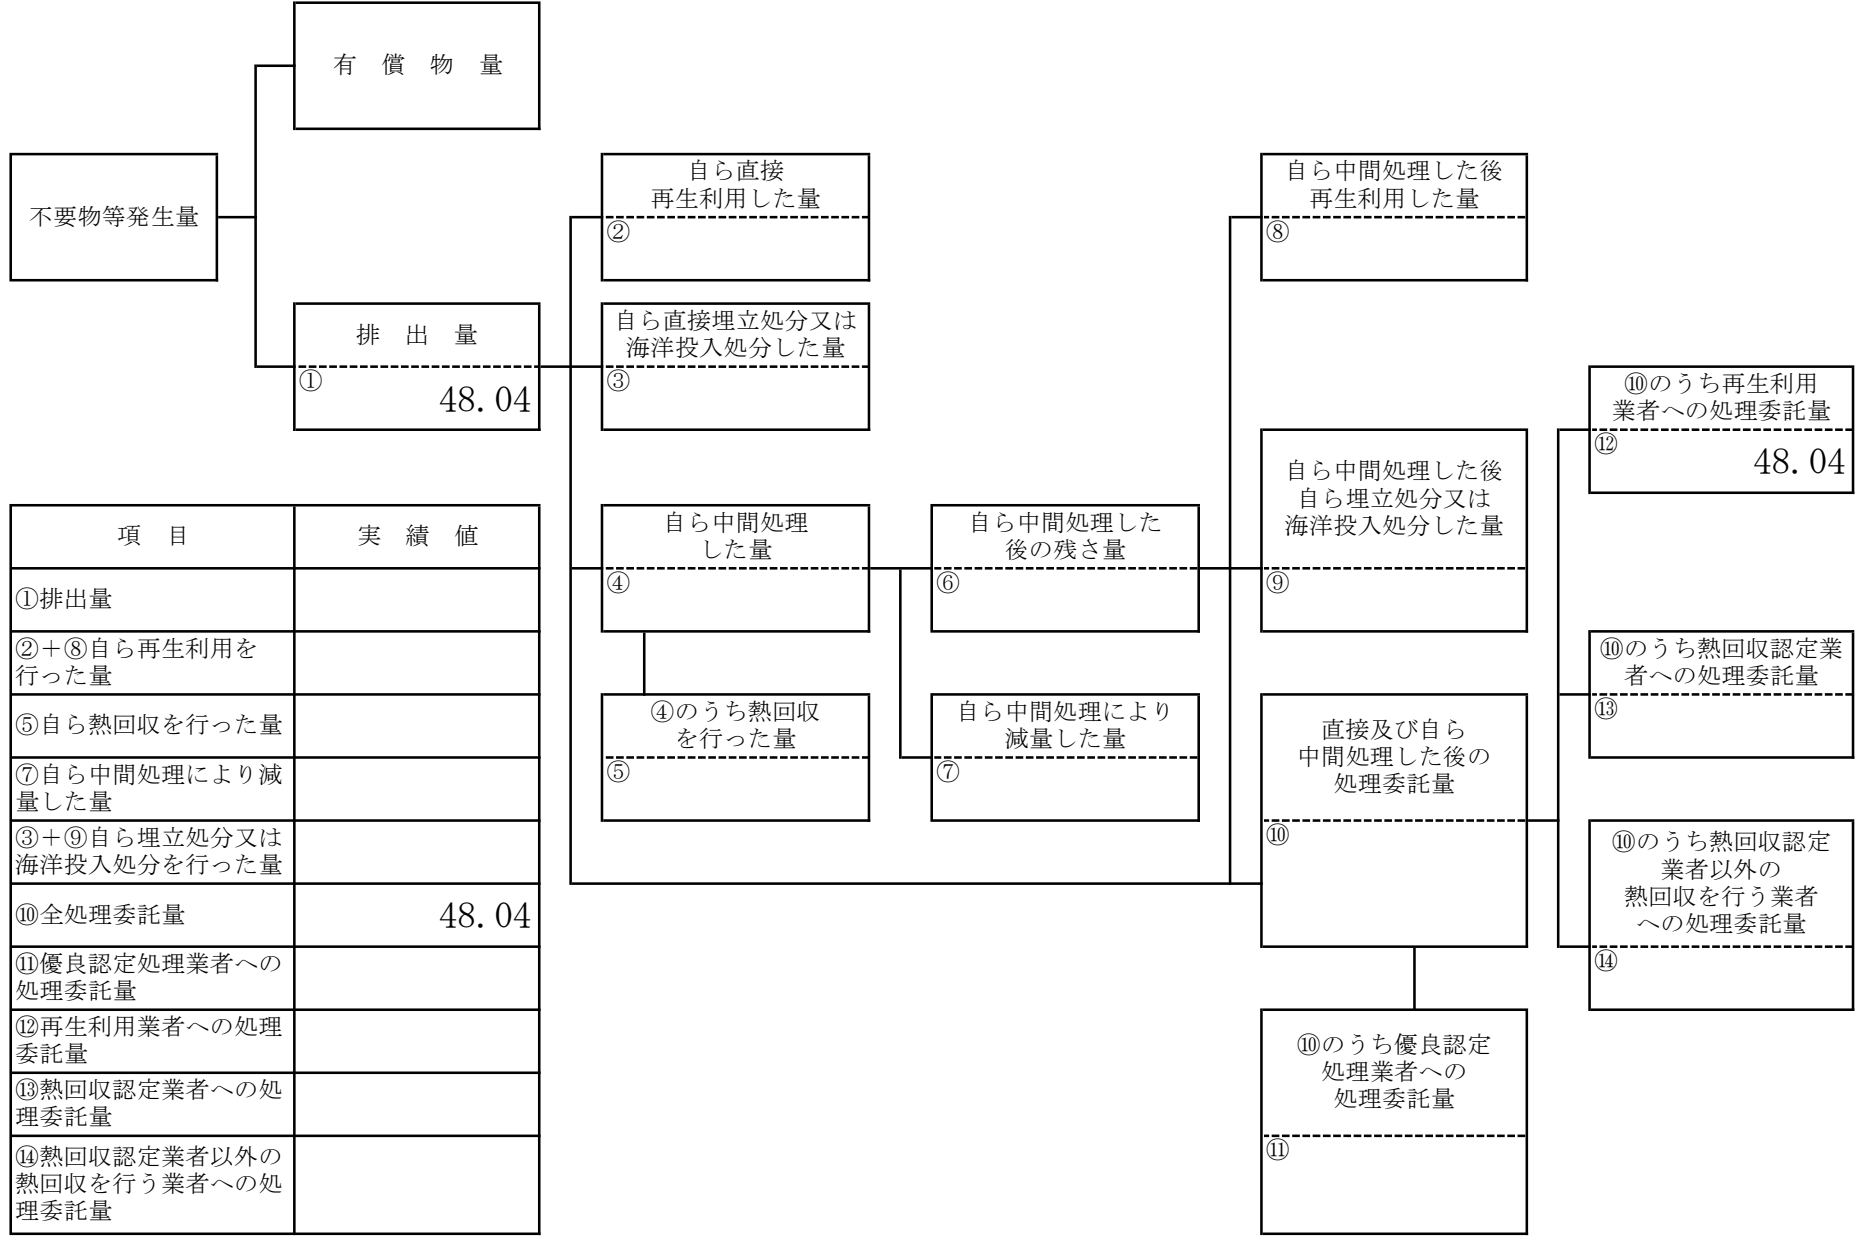 有　償　物　量
不要物等発生量
排　出　量
①
48.04
自ら直接
再生利用した量
②
自ら直接埋立処分又は
海洋投入処分した量
③
自ら中間処理
した量
④
④のうち熱回収
を行った量
⑤
自ら中間処理した
後の残さ量
⑥
自ら中間処理により
減量した量
⑦
自ら中間処理した後
再生利用した量
⑧
自ら中間処理した後
自ら埋立処分又は
海洋投入処分した量
⑨
直接及び自ら
中間処理した後の
処理委託量
⑩
⑩のうち優良認定
処理業者への
処理委託量
⑪
⑩のうち再生利用
業者への処理委託量
⑫
48.04
⑩のうち熱回収認定業
者への処理委託量
⑬
⑩のうち熱回収認定
業者以外の
熱回収を行う業者
への処理委託量
⑭
項　目　実　績　値
①排出量
②＋⑧自ら再生利用を
行った量
⑤自ら熱回収を行った量
⑦自ら中間処理により減
量した量
③＋⑨自ら埋立処分又は
海洋投入処分を行った量
⑩全処理委託量　48.04
⑪優良認定処理業者への
処理委託量
⑫再生利用業者への処理
委託量
⑬熱回収認定業者への処
理委託量
⑭熱回収認定業者以外の
熱回収を行う業者への処
理委託量